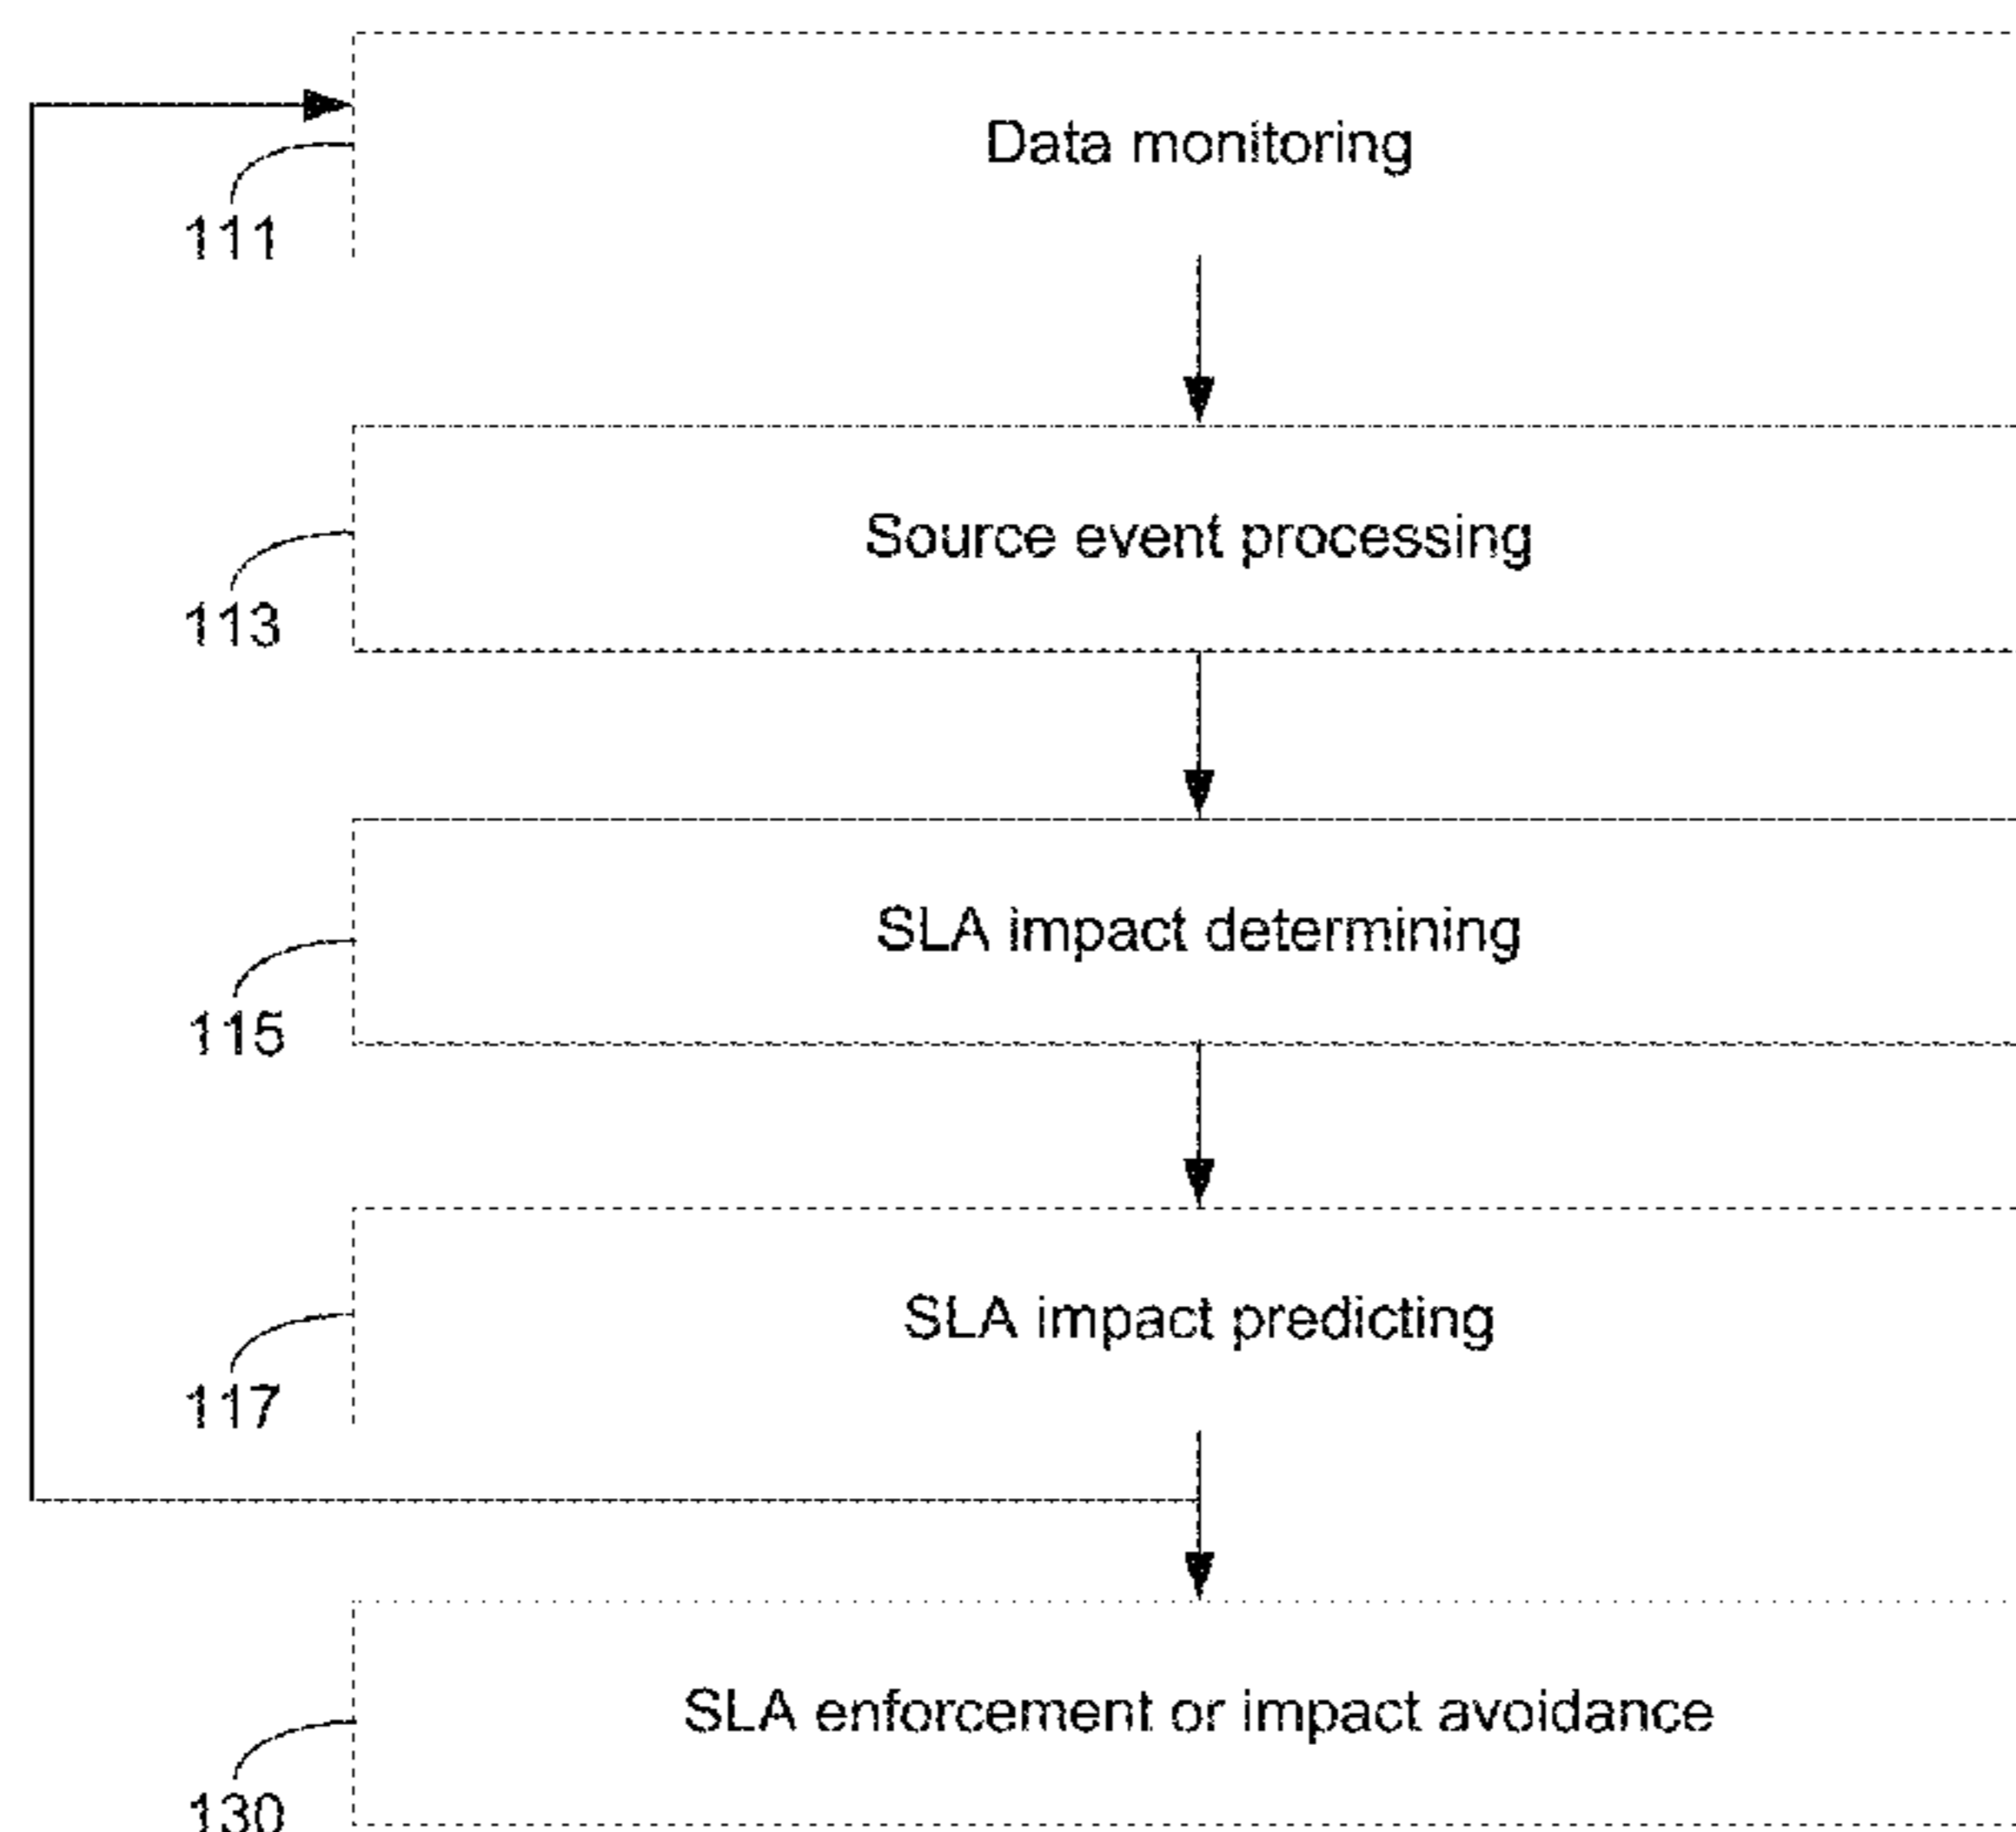 Data monitoring
111
Source event processing
113
SLA impact determining
115
SLA impact predicting
117
SLA enforcement or impact avoidance
130